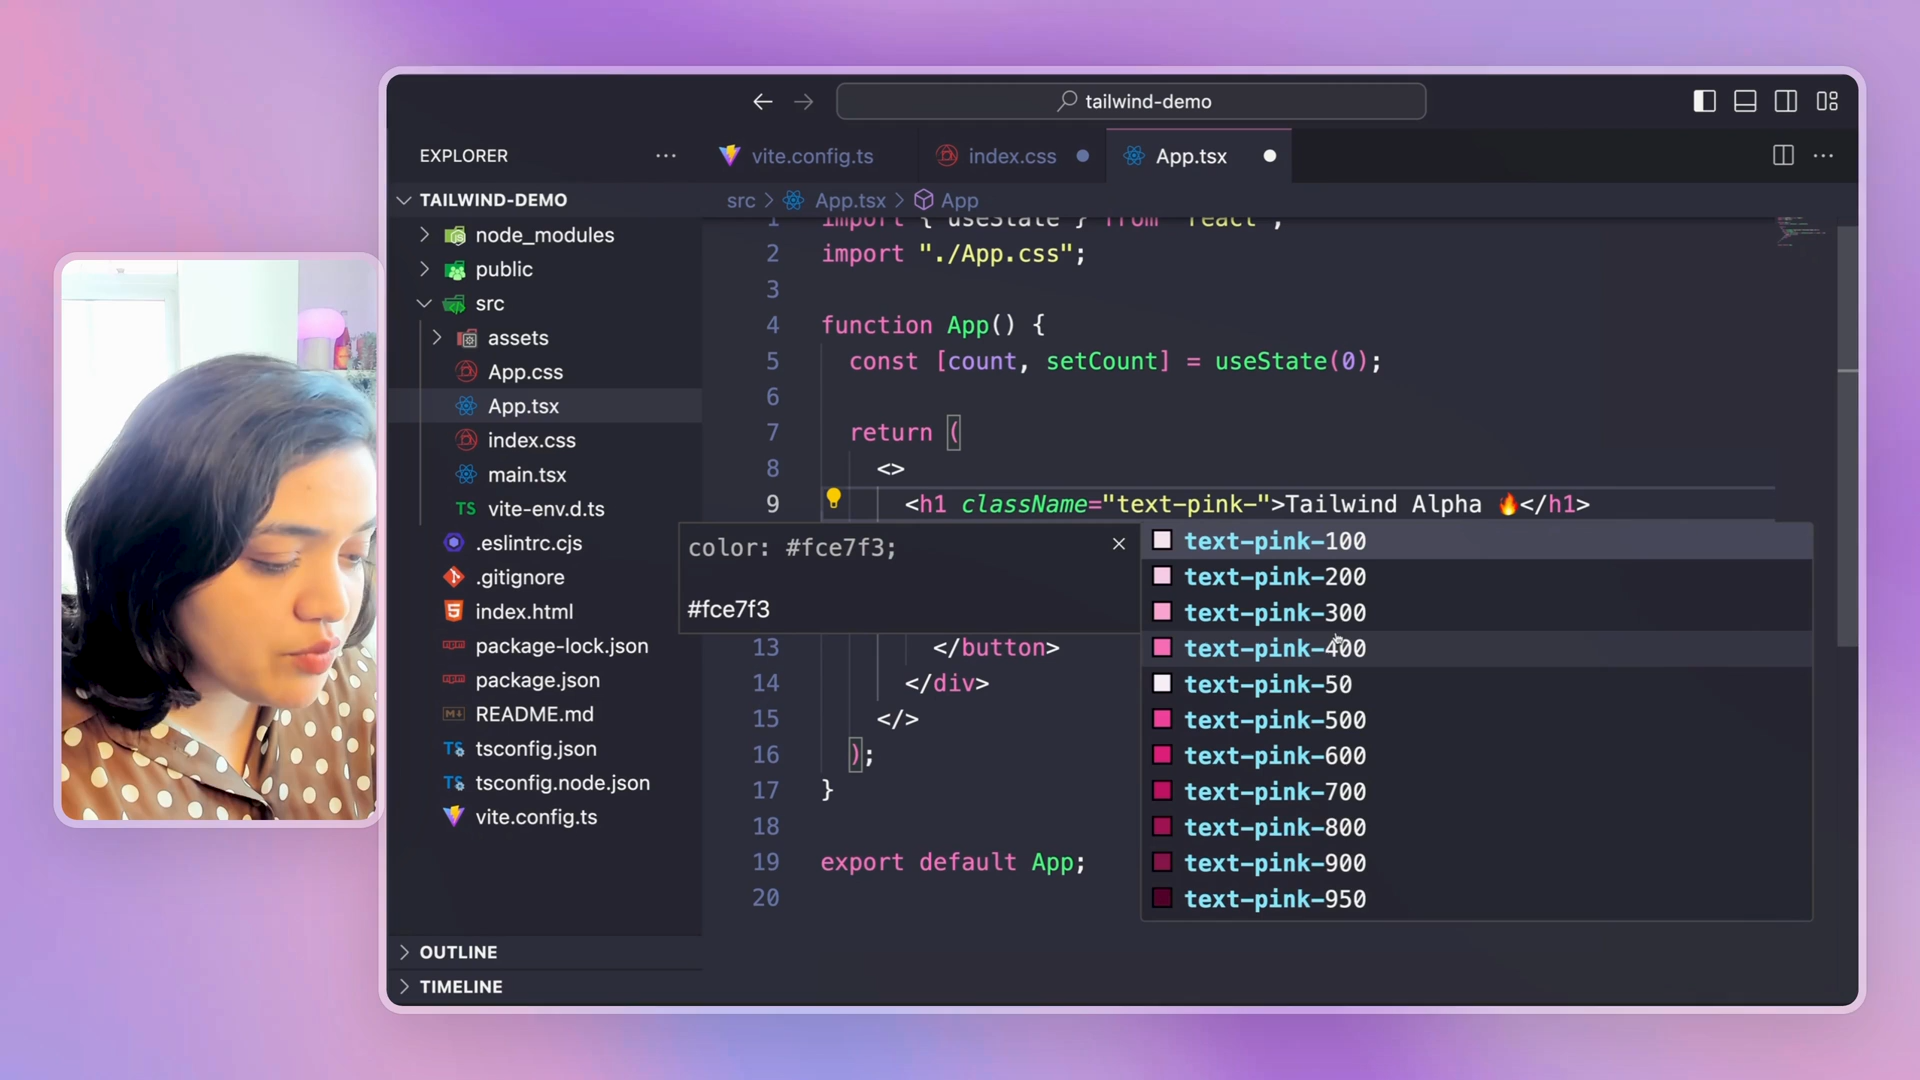 tailwind-demo
EXPLORER
vite.config.ts
index.css
App.tsx
TAILWIND-DEMO
src > App.tsx > App
node_modules
public
src
assets
App.css
App.tsx
index.css
main.tsx
TS vite-env.d.ts
.eslintrc.cjs
.gitignore
index.html
package-lock.json
package.json
README.md
tsconfig.json
tsconfig.node.json
vite.config.ts
OUTLINE
TIMELINE
1 import { useState } from "react";
2 import "./App.css";
3
4 function App() {
5 const [count, setCount] = useState(0);
6
7 return (
8 <>
9 <h1 className="text-pink-">Tailwind Alpha 🔥</h1>
color: #fce7f3;
#fce7f3
text-pink-100
text-pink-200
text-pink-300
text-pink-400
text-pink-50
text-pink-500
text-pink-600
text-pink-700
text-pink-800
text-pink-900
text-pink-950
13 </button>
14 </div>
15 </>
16 );
17 }
18
19 export default App;
20